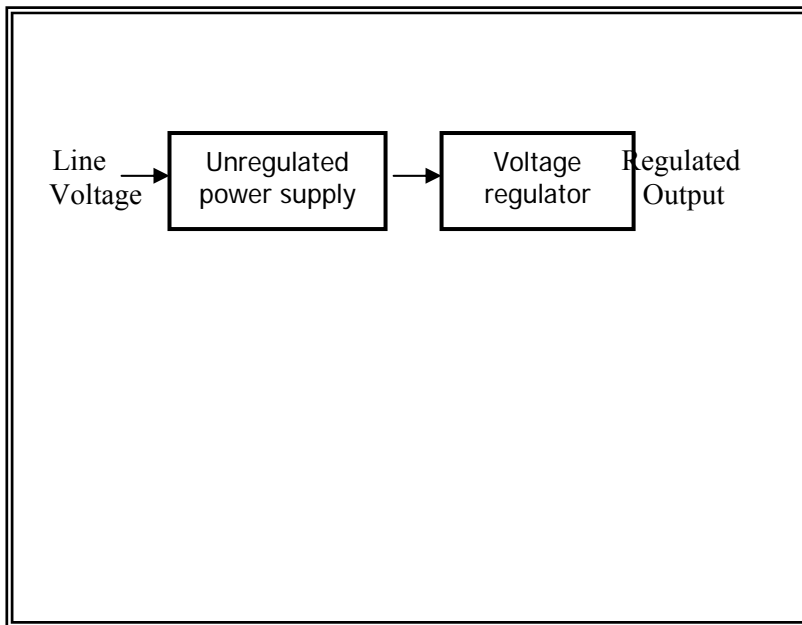 Line
Voltage
Unregulated
power supply
Voltage
regulator
Regulated
Output